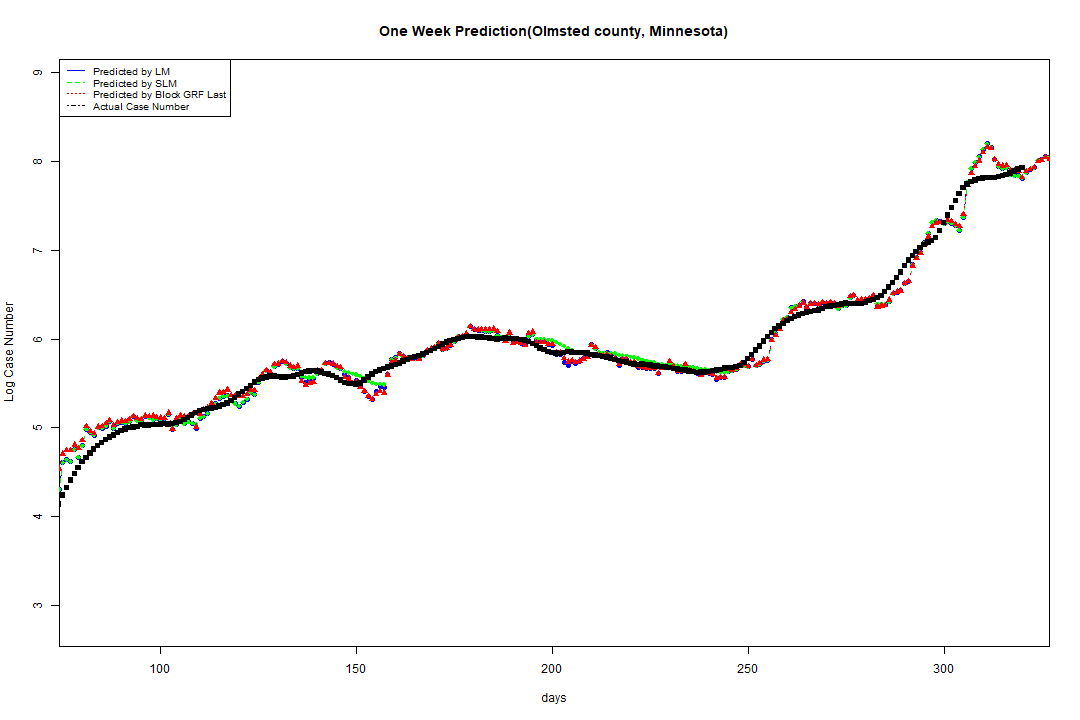 One Week Prediction(Olmsted county, Minnesota)
Predicted by LM
Predicted by SLM
Predicted by Block GRF Last
Actual Case Number
9
8
7
6
5
4
3
Log Case Number
100 150 200 250 300
days